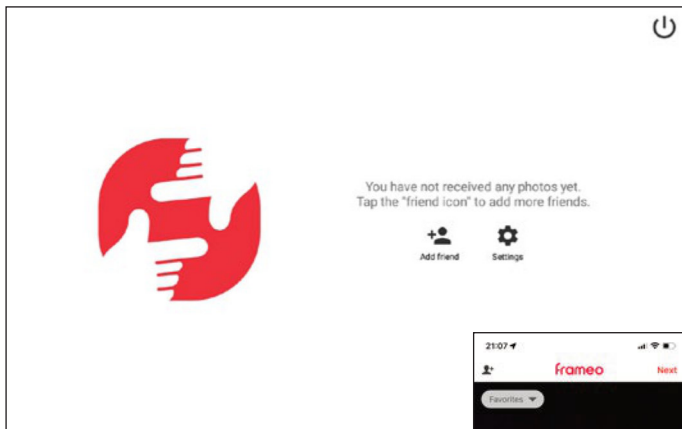 You have not received any photos yet.
Tap the "friend icon" to add more friends.
Add friend Settings
21:07
frameo Next
Favorites